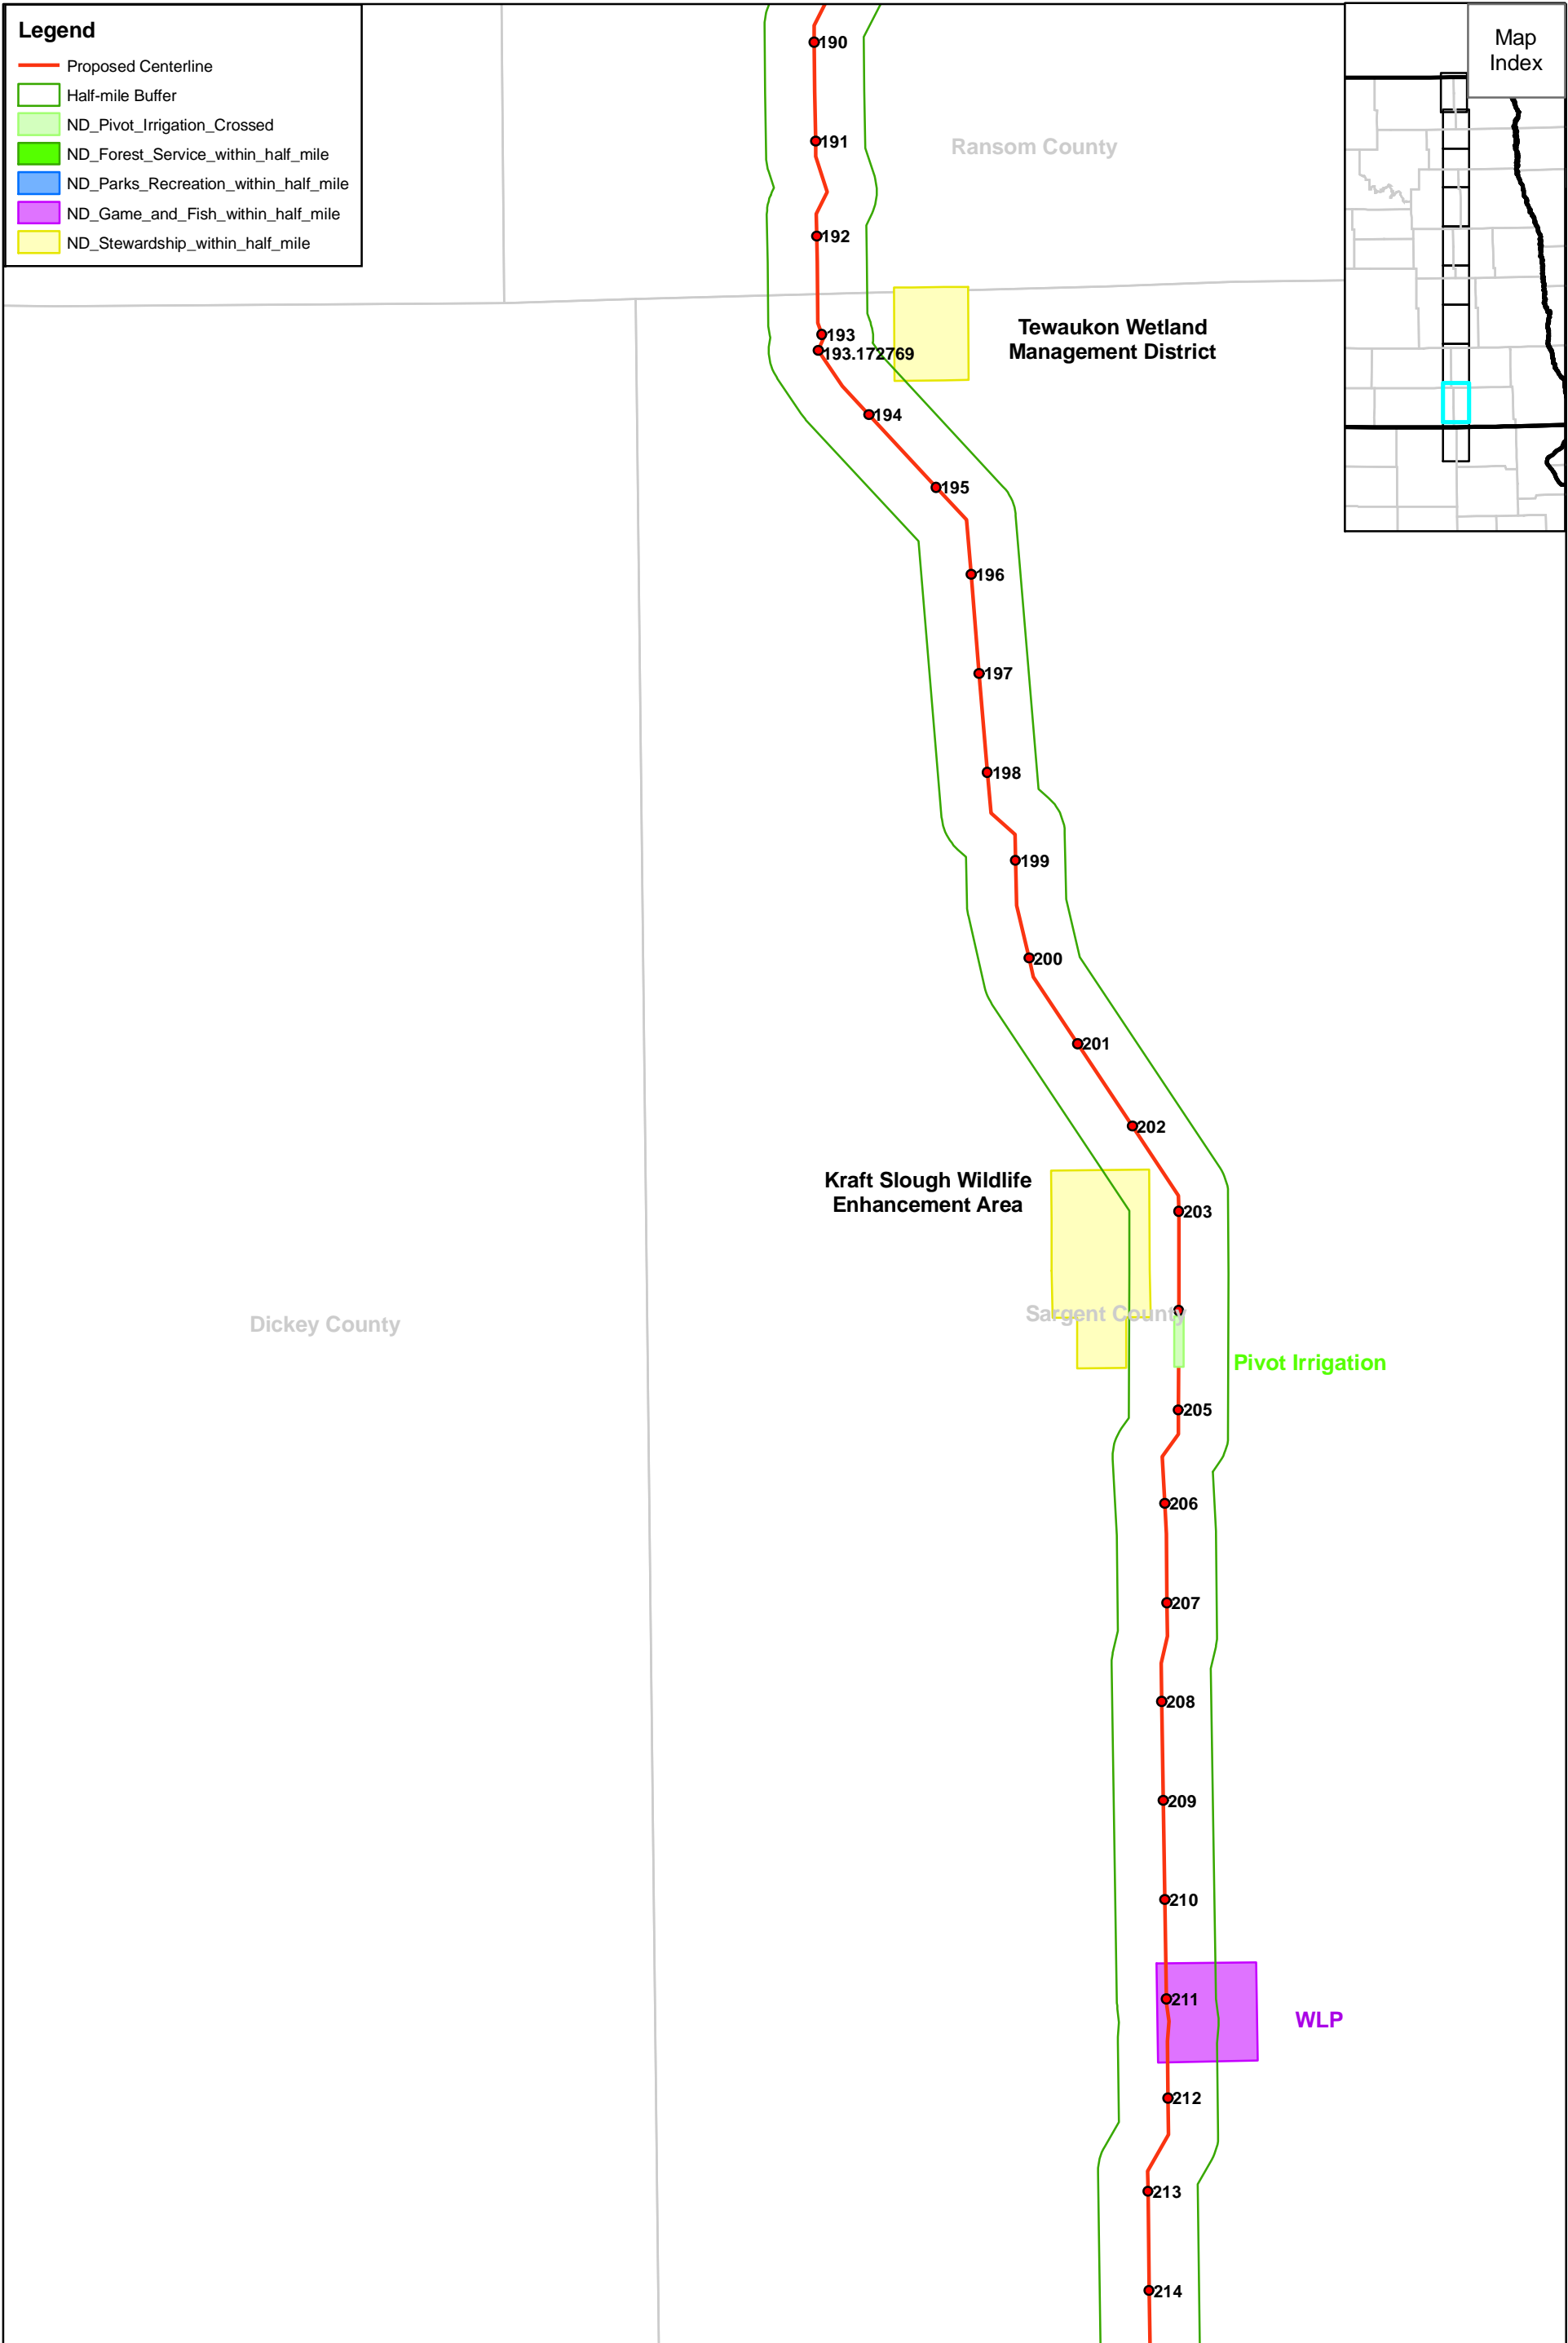 Legend
Proposed Centerline
Half-mile Buffer
ND_Pivot_Irrigation_Crossed
ND_Forest_Service_within_half_mile
ND_Parks_Recreation_within_half_mile
ND_Game_and_Fish_within_half_mile
ND_Stewardship_within_half_mile
Map
Index
190
191
Ransom County
192
193
193.172769
Tewaukon Wetland
Management District
194
195
196
197
198
199
200
201
202
Kraft Slough Wildlife
Enhancement Area
203
Sargent County
Dickey County
Pivot Irrigation
205
206
207
208
209
210
211
WLP
212
213
214